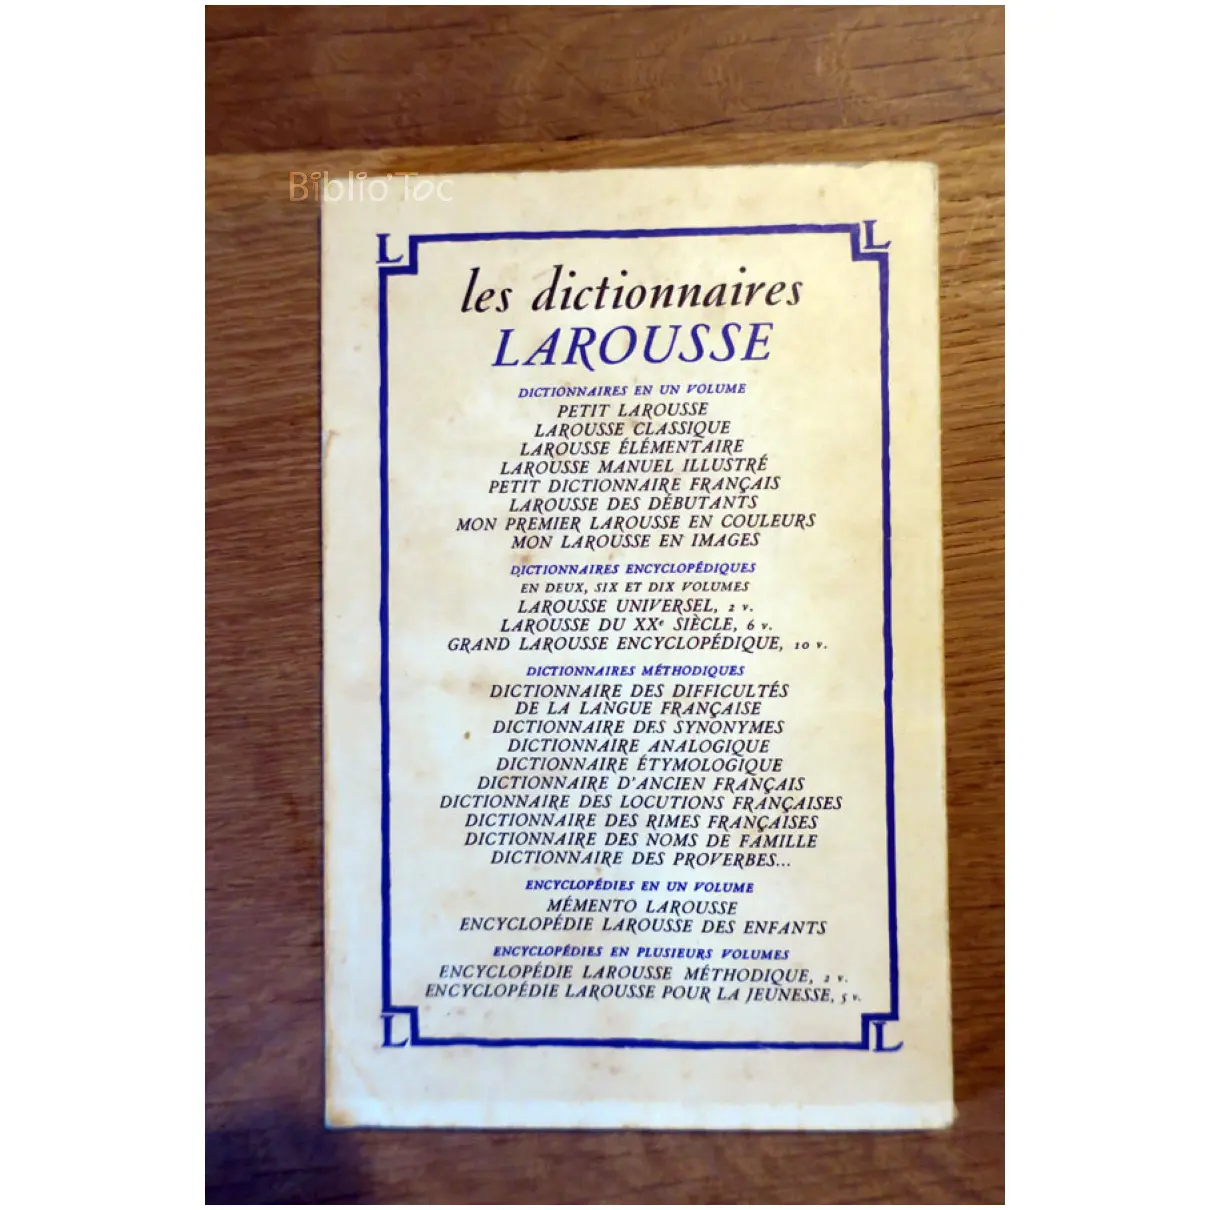 Biblio'Toc
L L
les dictionnaires
LAROUSSE
DICTIONNAIRES EN UN VOLUME
PETIT LAROUSSE
LAROUSSE CLASSIQUE
LAROUSSE ÉLÉMENTAIRE
LAROUSSE MANUEL ILLUSTRÉ
PETIT DICTIONNAIRE FRANÇAIS
LAROUSSE DES DÉBUTANTS
MON PREMIER LAROUSSE EN COULEURS
MON LAROUSSE EN IMAGES
DICTIONNAIRES ENCYCLOPÉDIQUES
EN DEUX, SIX ET DIX VOLUMES
LAROUSSE UNIVERSEL, 2 v.
LAROUSSE DU XXe SIÈCLE, 6 v.
GRAND LAROUSSE ENCYCLOPÉDIQUE, 10 v.
DICTIONNAIRES MÉTHODIQUES
DICTIONNAIRE DES DIFFICULTÉS
DE LA LANGUE FRANÇAISE
DICTIONNAIRE DES SYNONYMES
DICTIONNAIRE ANALOGIQUE
DICTIONNAIRE ÉTYMOLOGIQUE
DICTIONNAIRE D'ANCIEN FRANÇAIS
DICTIONNAIRE DES LOCUTIONS FRANÇAISES
DICTIONNAIRE DES RIMES FRANÇAISES
DICTIONNAIRE DES NOMS DE FAMILLE
DICTIONNAIRE DES PROVERBES...
ENCYCLOPÉDIES EN UN VOLUME
MÉMENTO LAROUSSE
ENCYCLOPÉDIE LAROUSSE DES ENFANTS
ENCYCLOPÉDIES EN PLUSIEURS VOLUMES
ENCYCLOPÉDIE LAROUSSE MÉTHODIQUE, 2 v.
ENCYCLOPÉDIE LAROUSSE POUR LA JEUNESSE, 5 v.
L L